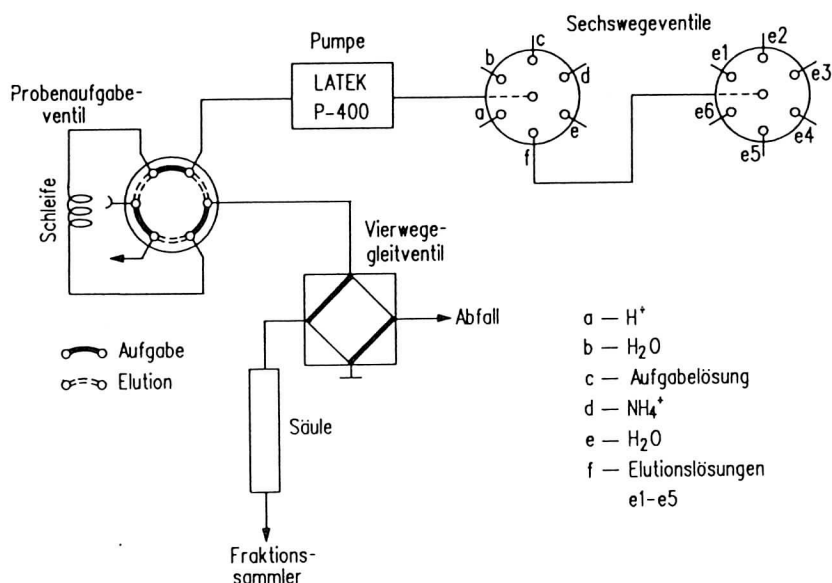 Pumpe
LATEK
P-400
Sechswegeventile
a
b
c
d
e
f
e1
e2
e3
e4
e5
e6
Probenaufgabe-
ventil
Schleife
Vierwege-
gleitventil
Abfall
Aufgabe
Elution
Säule
Fraktions-
sammler
a — H⁺
b — H₂O
c — Aufgabelösung
d — NH₄⁺
e — H₂O
f — Elutionslösungen
e1-e5